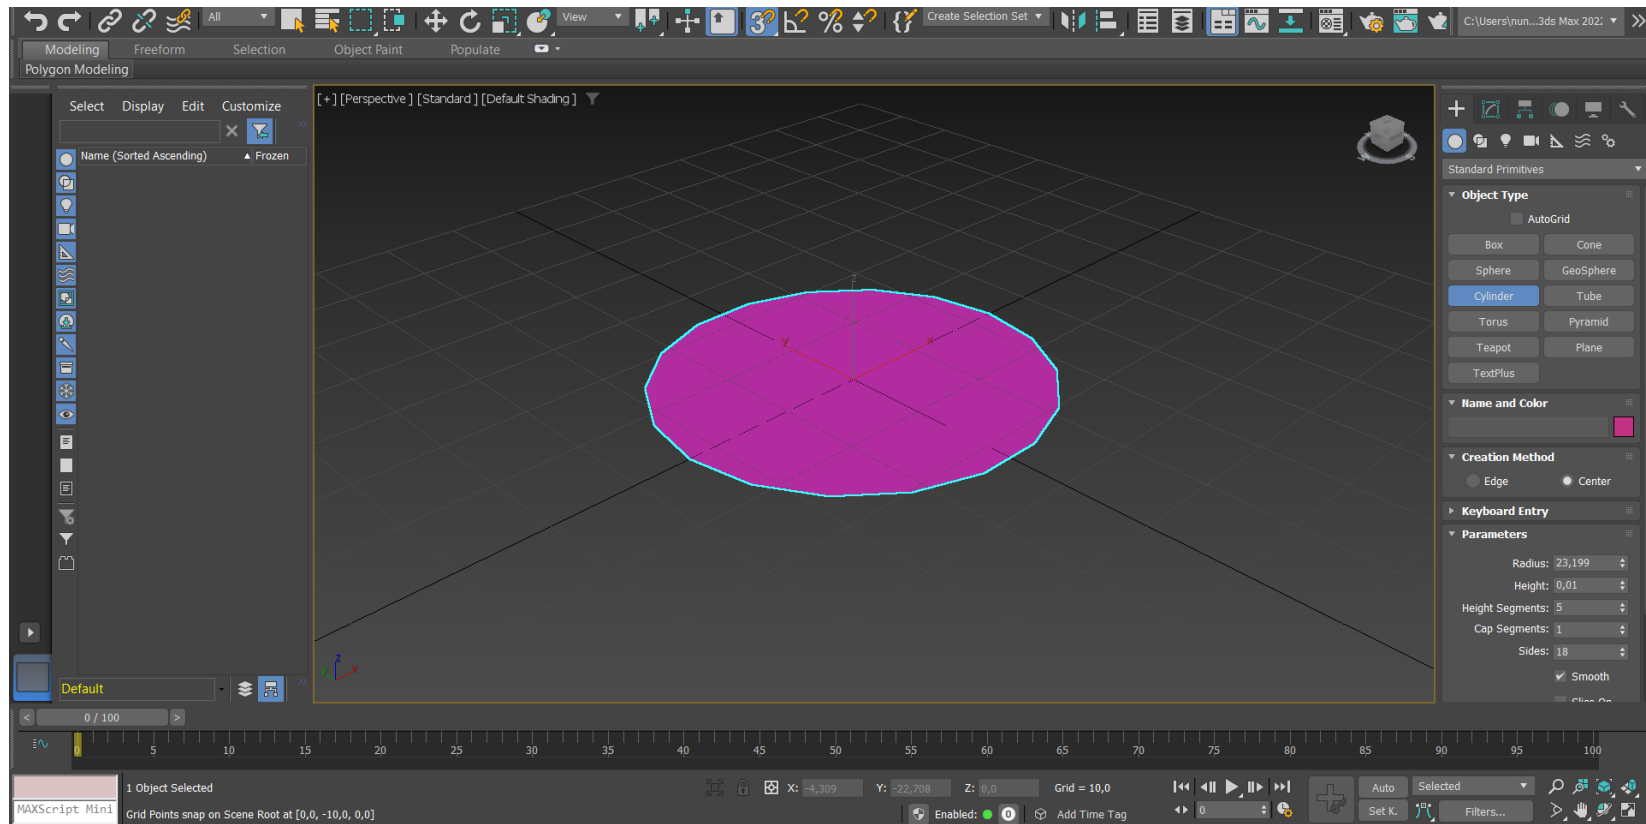 All
View
3
Create Selection Set
C:\Users\nun...3ds Max 202:
Modeling Freeform Selection Object Paint Populate
Polygon Modeling
Select Display Edit Customize
[+] [Perspective ] [Standard ] [Default Shading ]
Name (Sorted Ascending) Frozen
Standard Primitives
Object Type
AutoGrid
Box Cone
Sphere GeoSphere
Cylinder Tube
Torus Pyramid
Teapot Plane
TextPlus
Name and Color
Creation Method
Edge Center
Keyboard Entry
Parameters
Radius: 23,199
Height: 0,01
Height Segments: 5
Cap Segments: 1
Sides: 18
Smooth
Slice On
z
y x
z
y x
Default
< 0 / 100 >
0 5 10 15 20 25 30 35 40 45 50 55 60 65 70 75 80 85 90 95 100
1 Object Selected X: -4,309 Y: -22,708 Z: 0,0 Grid = 10,0 Auto Selected
MAXScript Mini Grid Points snap on Scene Root at [0,0, -10,0, 0,0] Enabled: 0 Add Time Tag 0 Set K. Filters...